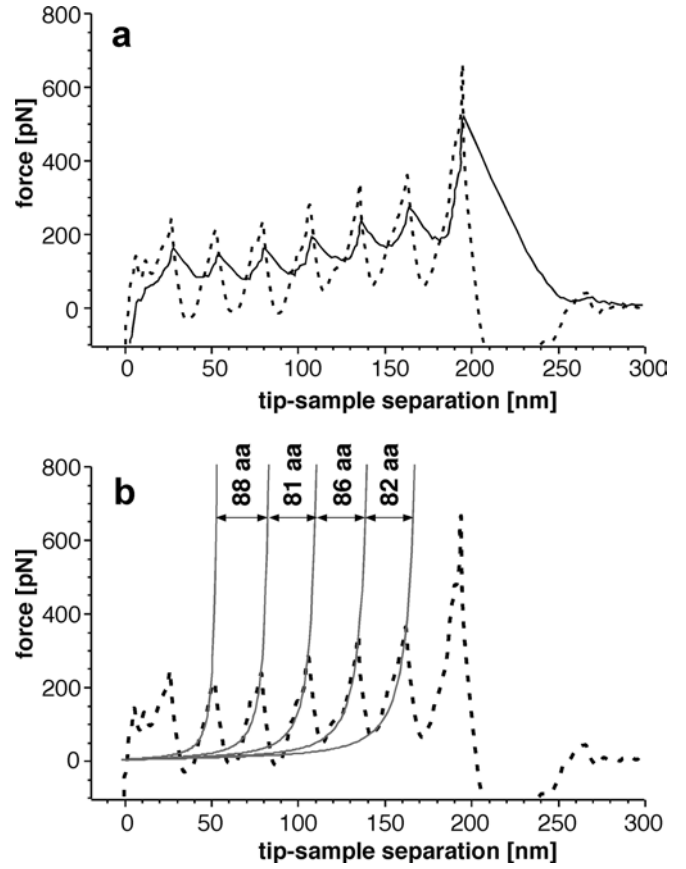 a
800
600
400
200
0
force [pN]
0 50 100 150 200 250 300
tip-sample separation [nm]
b
88 aa
81 aa
86 aa
82 aa
800
600
400
200
0
force [pN]
0 50 100 150 200 250 300
tip-sample separation [nm]